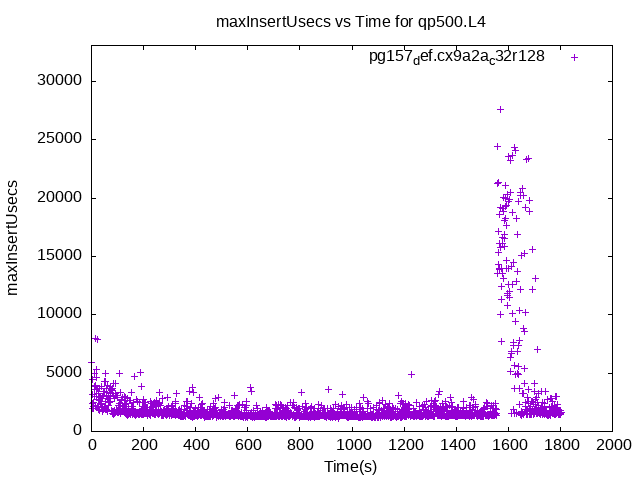 maxInsertUsecs vs Time for qp500.L4
pg157_def.cx9a2a_c32r128
30000
25000
20000
15000
10000
5000
0
maxInsertUsecs
0 200 400 600 800 1000 1200 1400 1600 1800 2000
Time(s)